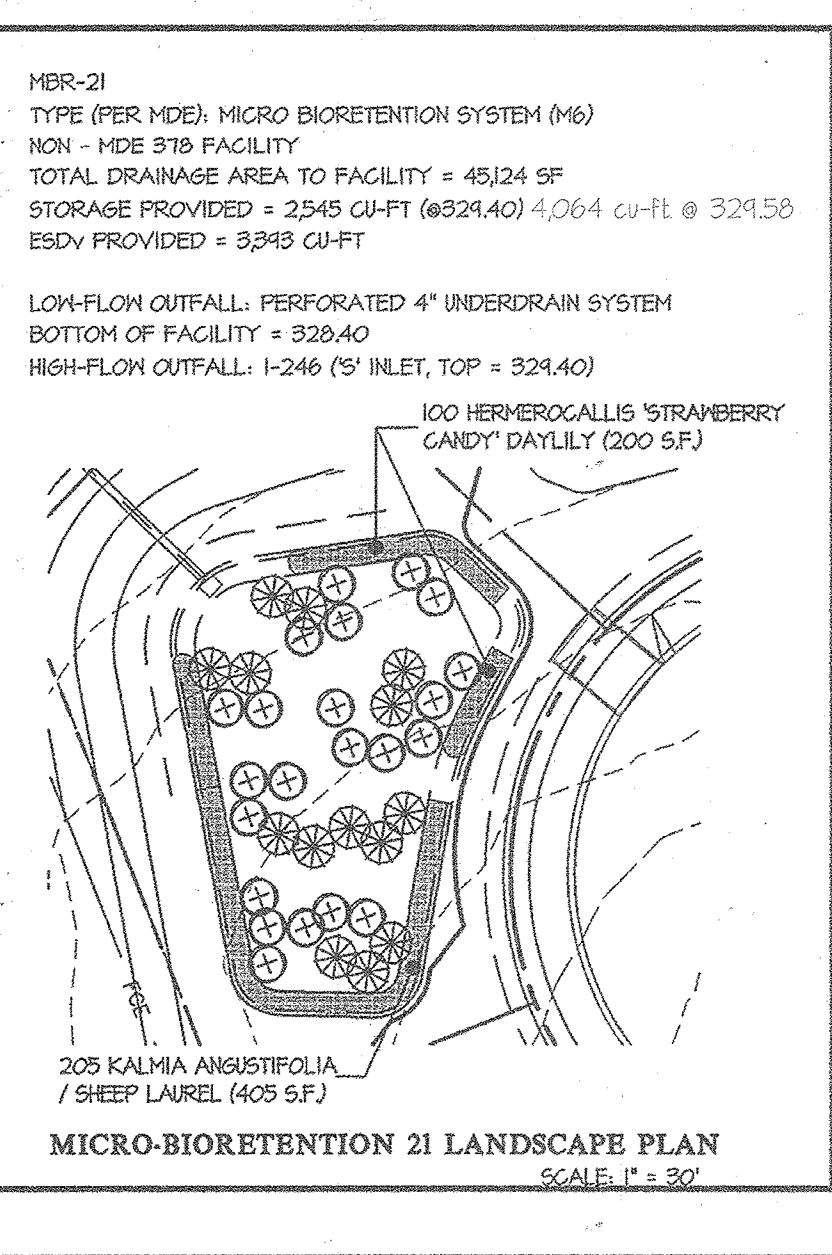 MBR-21
TYPE (PER MDE): MICRO BIORETENTION SYSTEM (M6)
NON - MDE 378 FACILITY
TOTAL DRAINAGE AREA TO FACILITY = 45,124 SF
STORAGE PROVIDED = 2,545 CU-FT (@329.40) 4,064 cu-ft @ 329.58
ESDv PROVIDED = 3,393 CU-FT
LOW-FLOW OUTFALL: PERFORATED 4" UNDERDRAIN SYSTEM
BOTTOM OF FACILITY = 328.40
HIGH-FLOW OUTFALL: I-246 ('S' INLET, TOP = 329.40)
100 HERMEROCALLIS 'STRAWBERRY
CANDY' DAYLILY (200 S.F.)
FCE
205 KALMIA ANGUSTIFOLIA
/ SHEEP LAUREL (405 S.F.)
MICRO-BIORETENTION 21 LANDSCAPE PLAN
SCALE: 1" = 30'